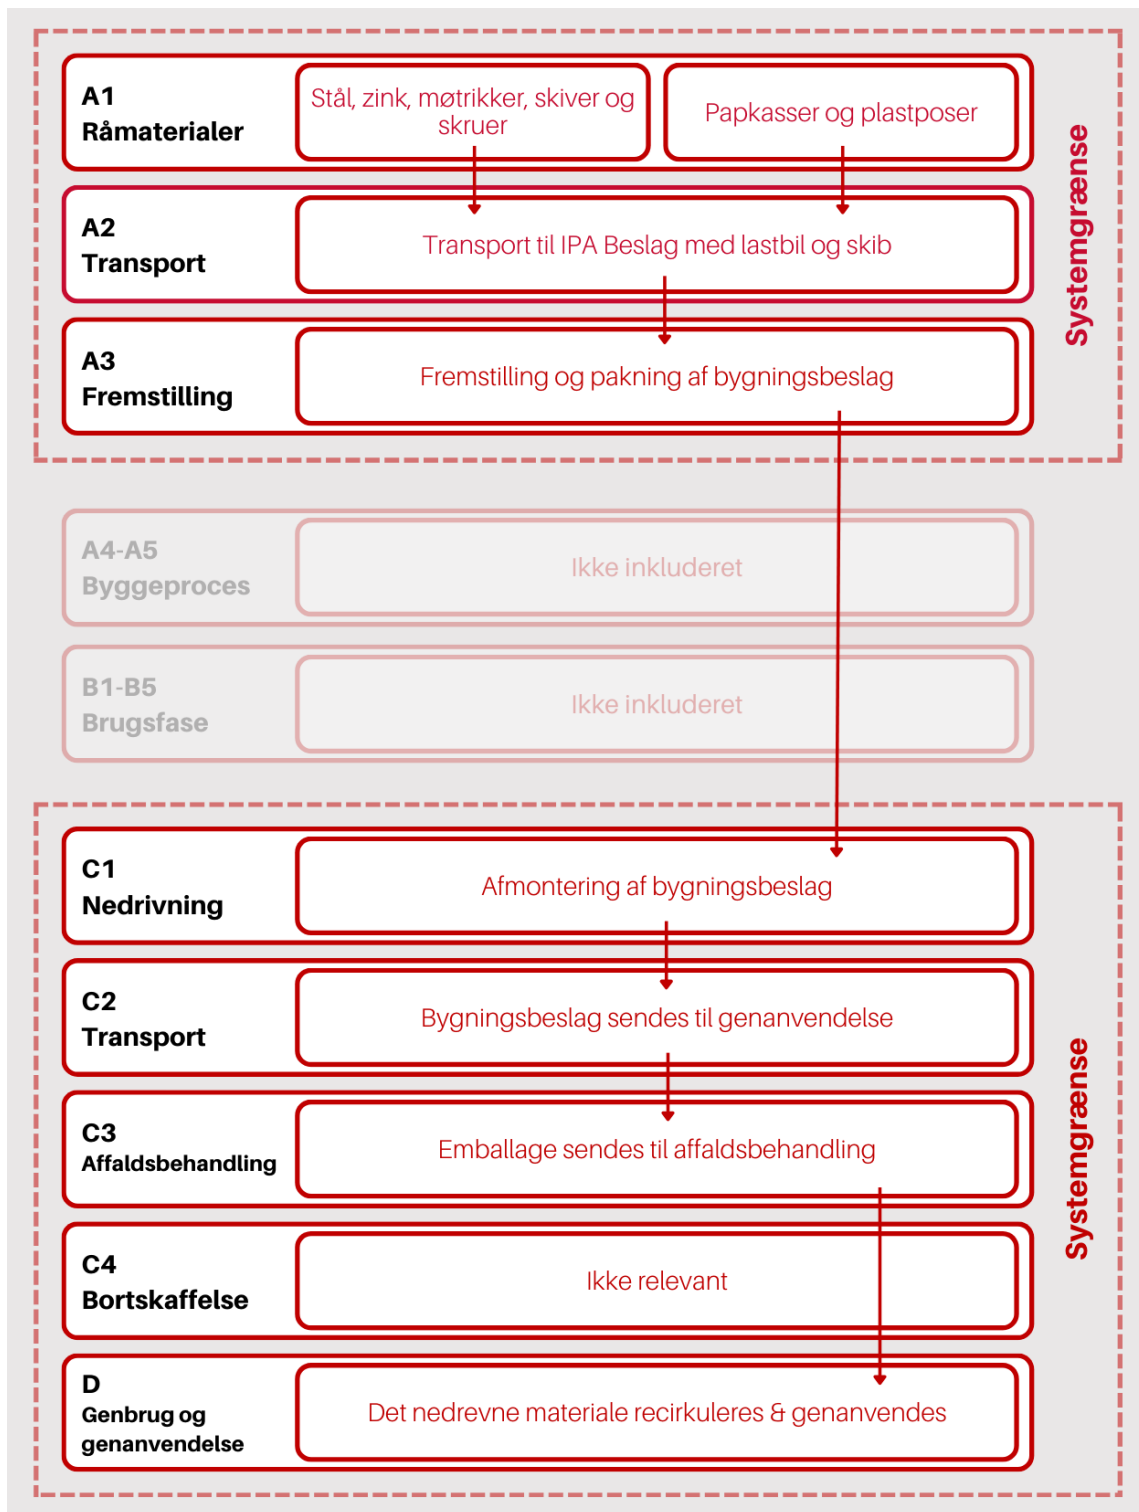 A1
Råmaterialer
Stål, zink, møtrikker, skiver og
skruer
Papkasser og plastposer
A2
Transport
Transport til IPA Beslag med lastbil og skib
A3
Fremstilling
Fremstilling og pakning af bygningsbeslag
Systemgrænse
A4-A5
Byggeproces
Ikke inkluderet
B1-B5
Brugsfase
Ikke inkluderet
C1
Nedrivning
Afmontering af bygningsbeslag
C2
Transport
Bygningsbeslag sendes til genanvendelse
C3
Affaldsbehandling
Emballage sendes til affaldsbehandling
C4
Bortskaffelse
Ikke relevant
D
Genbrug og
genanvendelse
Det nedrevne materiale recirkuleres & genanvendes
Systemgrænse